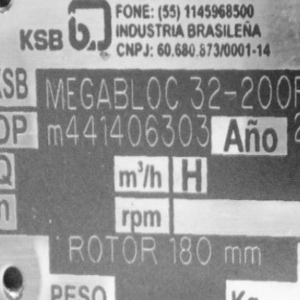 KSB
FONE: (55) 1145968500
INDUSTRIA BRASILEÑA
CNPJ: 60.680.873/0001-14
KSB MEGABLOC 32-200R
OP m441406303 Año 2
Q m³/h H
n rpm
ROTOR 180 mm
PESO Kg